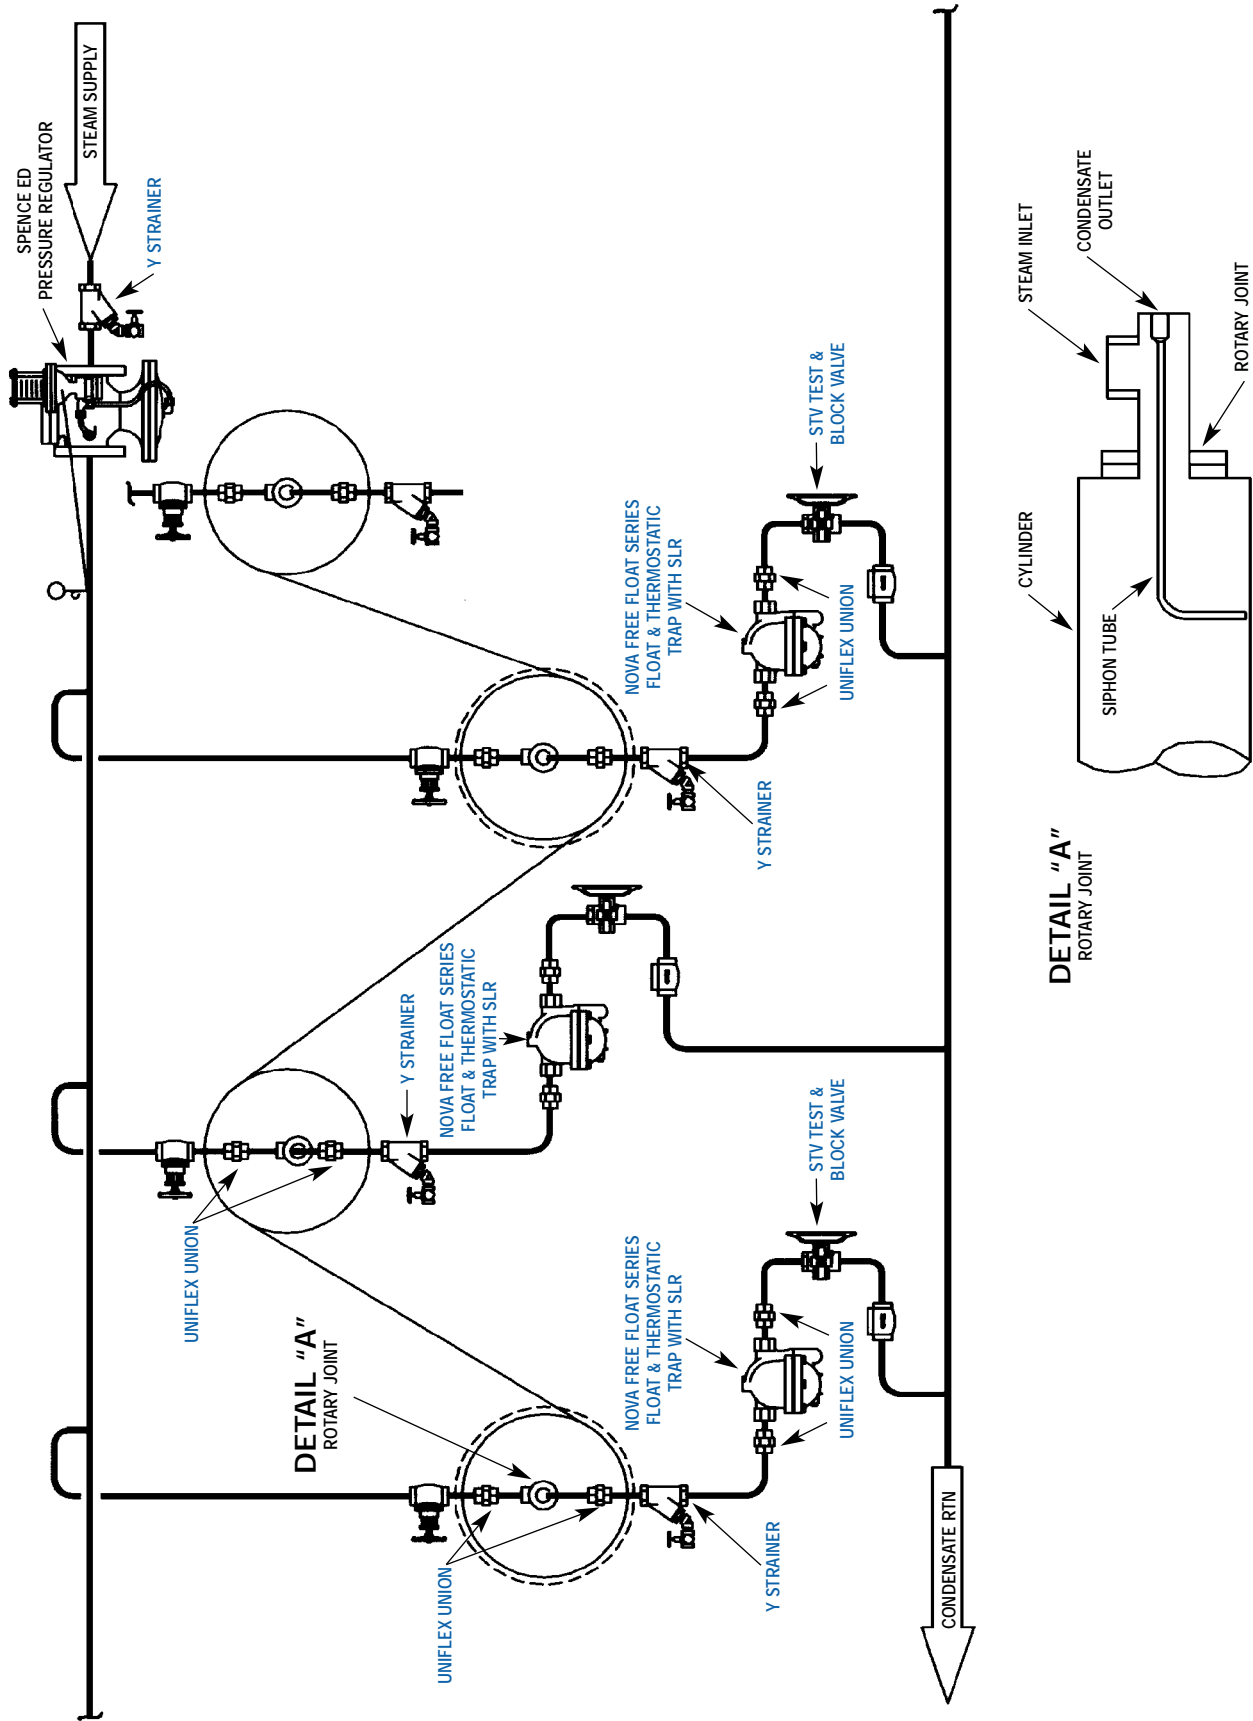 STEAM SUPPLY
SPENCE ED
PRESSURE REGULATOR
Y STRAINER
STV TEST &
BLOCK VALVE
NOVA FREE FLOAT SERIES
FLOAT & THERMOSTATIC
TRAP WITH SLR
UNIFLEX UNION
Y STRAINER
NOVA FREE FLOAT SERIES
FLOAT & THERMOSTATIC
TRAP WITH SLR
Y STRAINER
UNIFLEX UNION
STV TEST &
BLOCK VALVE
NOVA FREE FLOAT SERIES
FLOAT & THERMOSTATIC
TRAP WITH SLR
UNIFLEX UNION
DETAIL "A"
ROTARY JOINT
UNIFLEX UNION
Y STRAINER
CONDENSATE RTN
STEAM INLET
CONDENSATE
OUTLET
ROTARY JOINT
CYLINDER
SIPHON TUBE
DETAIL "A"
ROTARY JOINT